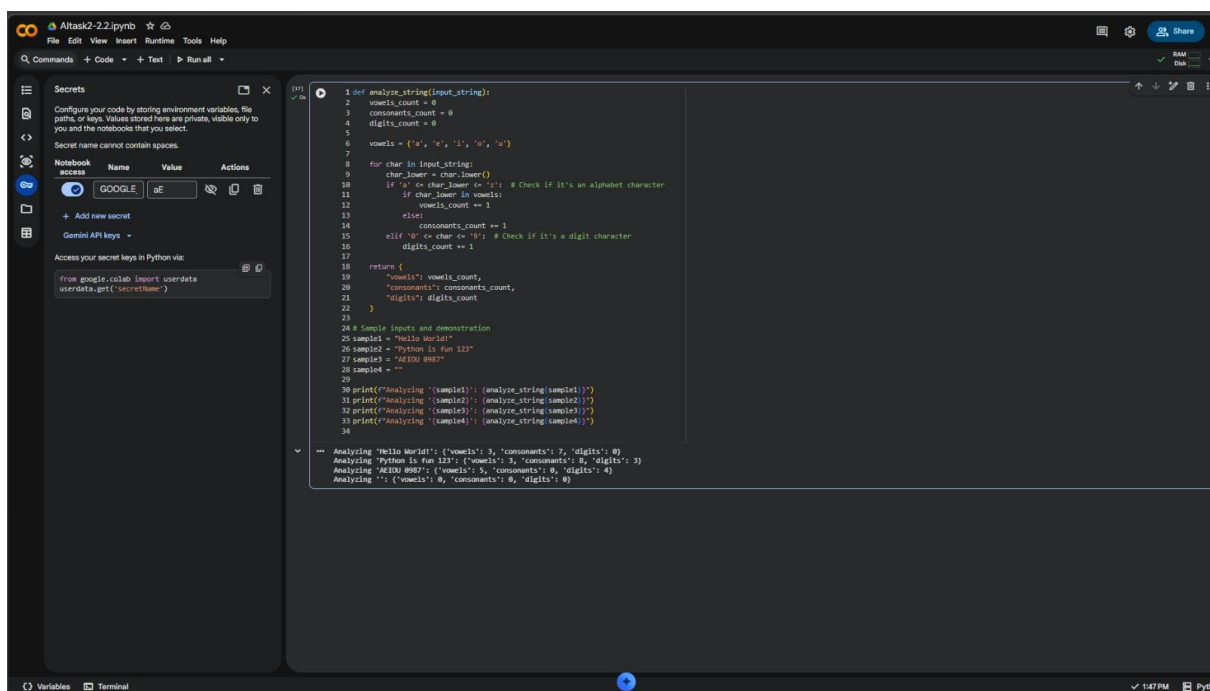 AItask2-2.2.ipynb
File Edit View Insert Runtime Tools Help
Share
Commands + Code + Text Run all
RAM
Disk
Secrets
Configure your code by storing environment variables, file
paths, or keys. Values stored here are private, visible only to
you and the notebooks that you select.
Secret name cannot contain spaces.
Notebook access Name Value Actions
GOOGLE_ aE
+ Add new secret
Gemini API keys
Access your secret keys in Python via:
from google.colab import userdata
userdata.get('secretName')
[17]
0s
1 def analyze_string(input_string):
2     vowels_count = 0
3     consonants_count = 0
4     digits_count = 0
5
6     vowels = {'a', 'e', 'i', 'o', 'u'}
7
8     for char in input_string:
9         char_lower = char.lower()
10         if 'a' <= char_lower <= 'z':  # Check if it's an alphabet character
11             if char_lower in vowels:
12                 vowels_count += 1
13             else:
14                 consonants_count += 1
15         elif '0' <= char <= '9':  # Check if it's a digit character
16             digits_count += 1
17
18     return {
19         "vowels": vowels_count,
20         "consonants": consonants_count,
21         "digits": digits_count
22     }
23
24 # Sample inputs and demonstration
25 sample1 = "Hello World!"
26 sample2 = "Python is fun 123"
27 sample3 = "AEIOU 0987"
28 sample4 = ""
29
30 print(f"Analyzing '{sample1}': {analyze_string(sample1)}")
31 print(f"Analyzing '{sample2}': {analyze_string(sample2)}")
32 print(f"Analyzing '{sample3}': {analyze_string(sample3)}")
33 print(f"Analyzing '{sample4}': {analyze_string(sample4)}")
34
Analyzing 'Hello World!': {'vowels': 3, 'consonants': 7, 'digits': 0}
Analyzing 'Python is fun 123': {'vowels': 3, 'consonants': 8, 'digits': 3}
Analyzing 'AEIOU 0987': {'vowels': 5, 'consonants': 0, 'digits': 4}
Analyzing '': {'vowels': 0, 'consonants': 0, 'digits': 0}
Variables Terminal
1:47 PM Pyt